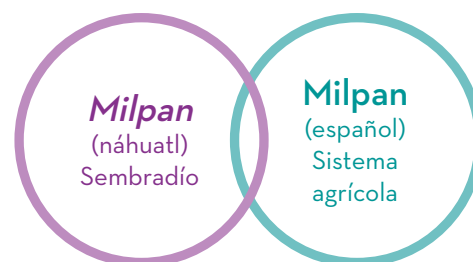 Milpan
(náhuatl)
Sembradío
Milpan
(español)
Sistema
agrícola